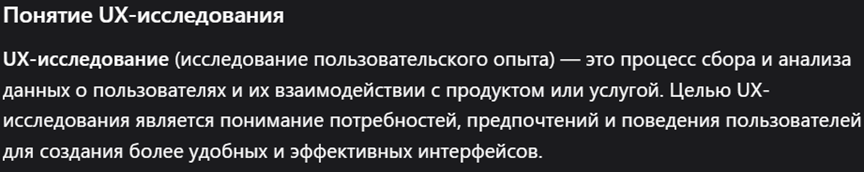 Понятие UX-исследования
UX-исследование (исследование пользовательского опыта) — это процесс сбора и анализа
данных о пользователях и их взаимодействии с продуктом или услугой. Целью UX-
исследования является понимание потребностей, предпочтений и поведения пользователей
для создания более удобных и эффективных интерфейсов.